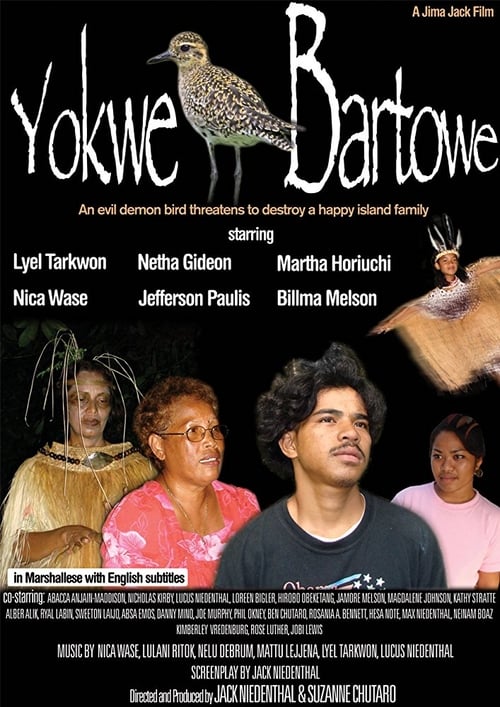 A Jima Jack Film
Yokwe Bartowe
An evil demon bird threatens to destroy a happy island family
starring
Lyel Tarkwon Netha Gideon Martha Horiuchi
Nica Wase Jefferson Paulis Billma Melson
in Marshallese with English subtitles
co-starring: ABACCA ANJAIN-MADDISON, NICHOLAS KIRBY, LUCUS NIEDENTHAL, LOREEN BIGLER, HIROBO OBEKETANG, JAMORE MELSON, MAGDALENE JOHNSON, KATHY STRATTE
ALBER ALIK, RYAL LABIN, SWEETON LAIJO, ABSA EMOS, DANNY MINO, JOE MURPHY, PHIL OKNEY, BEN CHUTARO, ROSANIA A. BENNETT, HESA NOTE, MAX NIEDENTHAL, NEINAM BOAZ
KIMBERLEY VREDENBURG, ROSE LUTHER, JOBI LEWIS
MUSIC BY NICA WASE, LULANI RITOK, NELU DEBRUM, MATTU LEJJENA, LYEL TARKWON, LUCUS NIEDENTHAL
SCREENPLAY BY JACK NIEDENTHAL
Directed and Produced by JACK NIEDENTHAL & SUZANNE CHUTARO